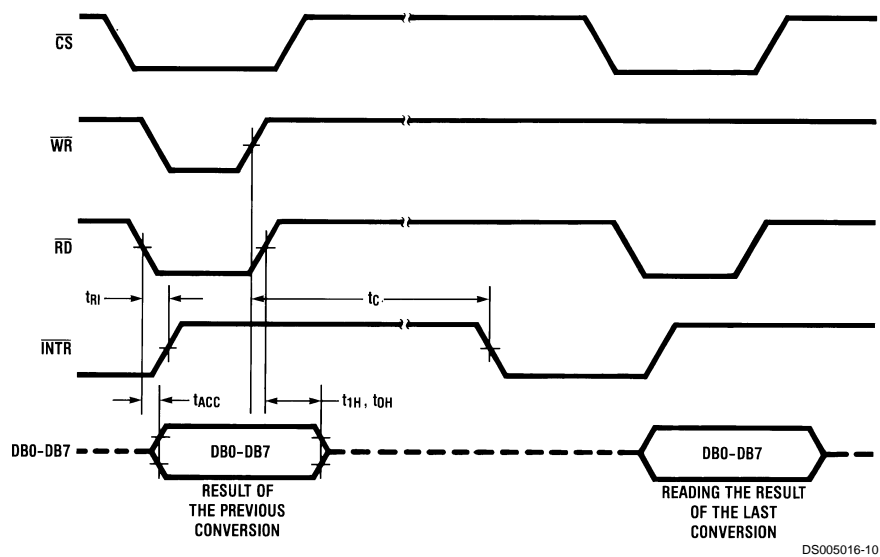 CS
WR
RD
tRI
tC
INTR
tACC
t1H, t0H
DB0-DB7
DB0-DB7
DB0-DB7
RESULT OF
THE PREVIOUS
CONVERSION
READING THE RESULT
OF THE LAST
CONVERSION
DS005016-10